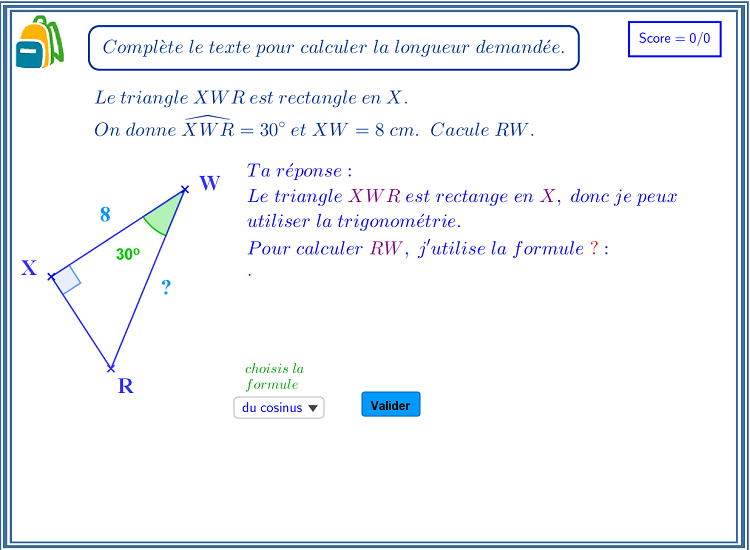 Complète le texte pour calculer la longueur demandée.
Score = 0/0
Le triangle XWR est rectangle en X.
On donne XWR = 30° et XW = 8 cm. Cacule RW.
Ta réponse :
Le triangle XWR est rectange en X, donc je peux
utiliser la trigonométrie.
Pour calculer RW, j'utilise la formule ? :
.
W
8
30º
X
?
R
choisis la
formule
du cosinus
Valider